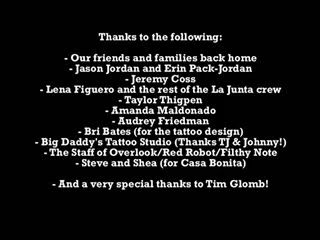 Thanks to the following:
- Our friends and families back home
- Jason Jordan and Erin Pack-Jordan
- Jeremy Coss
- Lena Figuero and the rest of the La Junta crew
- Taylor Thigpen
- Amanda Maldonado
- Audrey Friedman
- Bri Bates (for the tattoo design)
- Big Daddy's Tattoo Studio (Thanks TJ & Johnny!)
- The Staff of Overlook/Red Robot/Filthy Note
- Steve and Shea (for Casa Bonita)
- And a very special thanks to Tim Glomb!